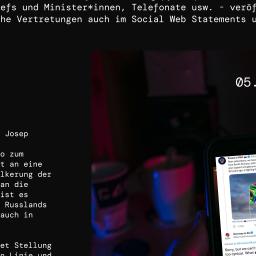 efs und Minister*innen, Telefonate usw. - veröf
he Vertretungen auch im Social Web Statements u
05.
Josep
o zum
t an eine
lkerung der
an die
ist es
Russlands
auch in
et Stellung
n Linie und